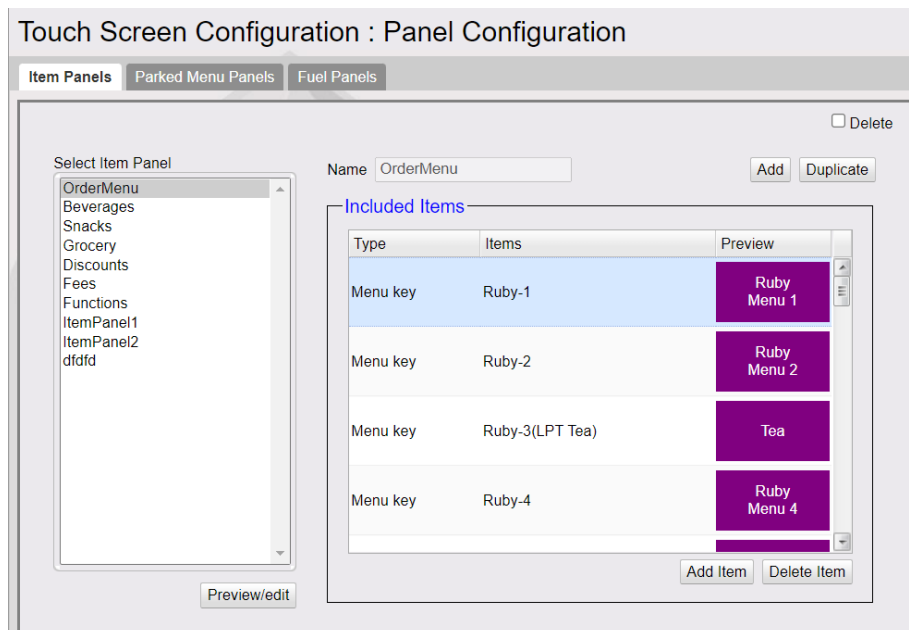 Touch Screen Configuration : Panel Configuration
Item Panels Parked Menu Panels Fuel Panels
Delete
Select Item Panel
OrderMenu
Beverages
Snacks
Grocery
Discounts
Fees
Functions
ItemPanel1
ItemPanel2
dfdfd
Preview/edit
Name OrderMenu Add Duplicate
Included Items
Type Items Preview
Menu key Ruby-1 Ruby
Menu 1
Menu key Ruby-2 Ruby
Menu 2
Menu key Ruby-3(LPT Tea) Tea
Menu key Ruby-4 Ruby
Menu 4
Add Item Delete Item